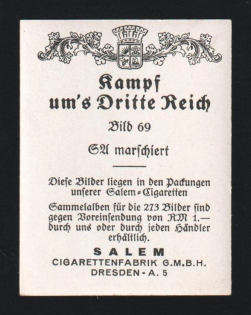 Kampf
um's Dritte Reich
Bild 69
SA marschiert
Diese Bilder liegen in den Packungen
unserer Salem-Cigaretten
Sammelalben für die 273 Bilder sind
gegen Voreinsendung von RM 1.—
durch uns oder durch jeden Händler
erhältlich.
SALEM
CIGARETTENFABRIK G.M.B.H.
DRESDEN-A. 5